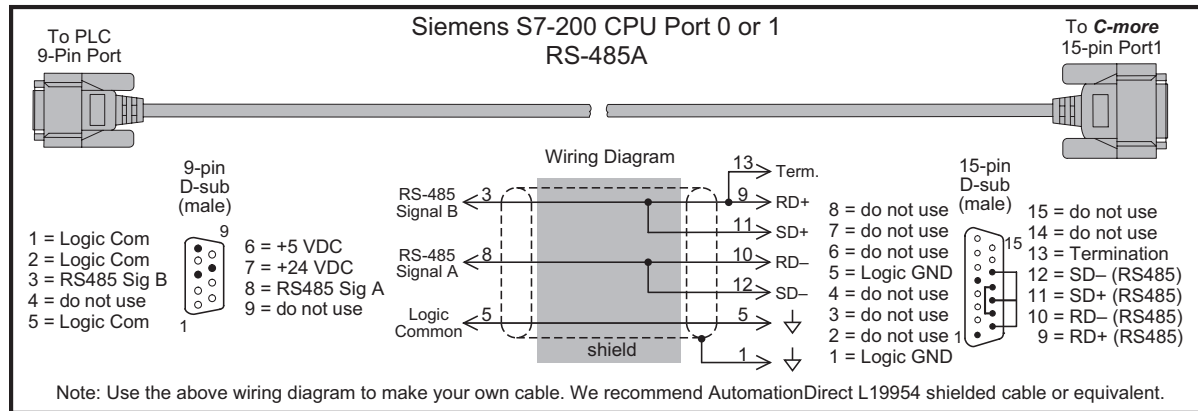 Siemens S7-200 CPU Port 0 or 1
RS-485A
To PLC
9-Pin Port
To C-more
15-pin Port1
9-pin
D-sub
(male)
9
1
1 = Logic Com
2 = Logic Com
3 = RS485 Sig B
4 = do not use
5 = Logic Com
6 = +5 VDC
7 = +24 VDC
8 = RS485 Sig A
9 = do not use
Wiring Diagram
RS-485
Signal B
3
RS-485
Signal A
8
Logic
Common
5
shield
13 Term.
9 RD+
11 SD+
10 RD–
12 SD–
5
1
8 = do not use
7 = do not use
6 = do not use
5 = Logic GND
4 = do not use
3 = do not use
2 = do not use
1 = Logic GND
15-pin
D-sub
(male)
15
1
15 = do not use
14 = do not use
13 = Termination
12 = SD– (RS485)
11 = SD+ (RS485)
10 = RD– (RS485)
9 = RD+ (RS485)
Note: Use the above wiring diagram to make your own cable. We recommend AutomationDirect L19954 shielded cable or equivalent.